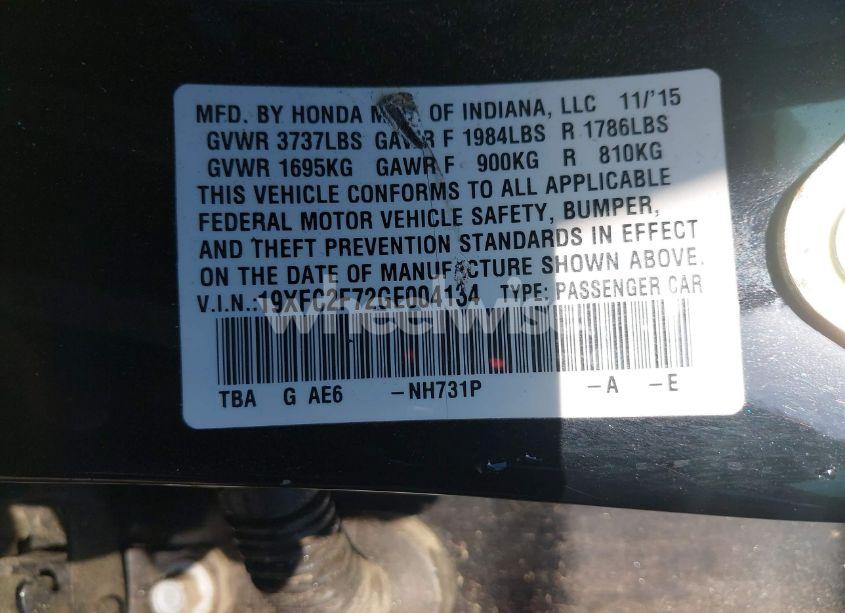 MFD. BY HONDA M OF INDIANA, LLC 11/'15
GVWR 3737LBS GAWR F 1984LBS R 1786LBS
GVWR 1695KG GAWR F 900KG R 810KG
THIS VEHICLE CONFORMS TO ALL APPLICABLE
FEDERAL MOTOR VEHICLE SAFETY, BUMPER,
AND THEFT PREVENTION STANDARDS IN EFFECT
ON THE DATE OF MANUFACTURE SHOWN ABOVE.
V.I.N.: 19XFC2F72GE004134 TYPE: PASSENGER CAR
wheelwise
TBA G AE6 -NH731P -A -E